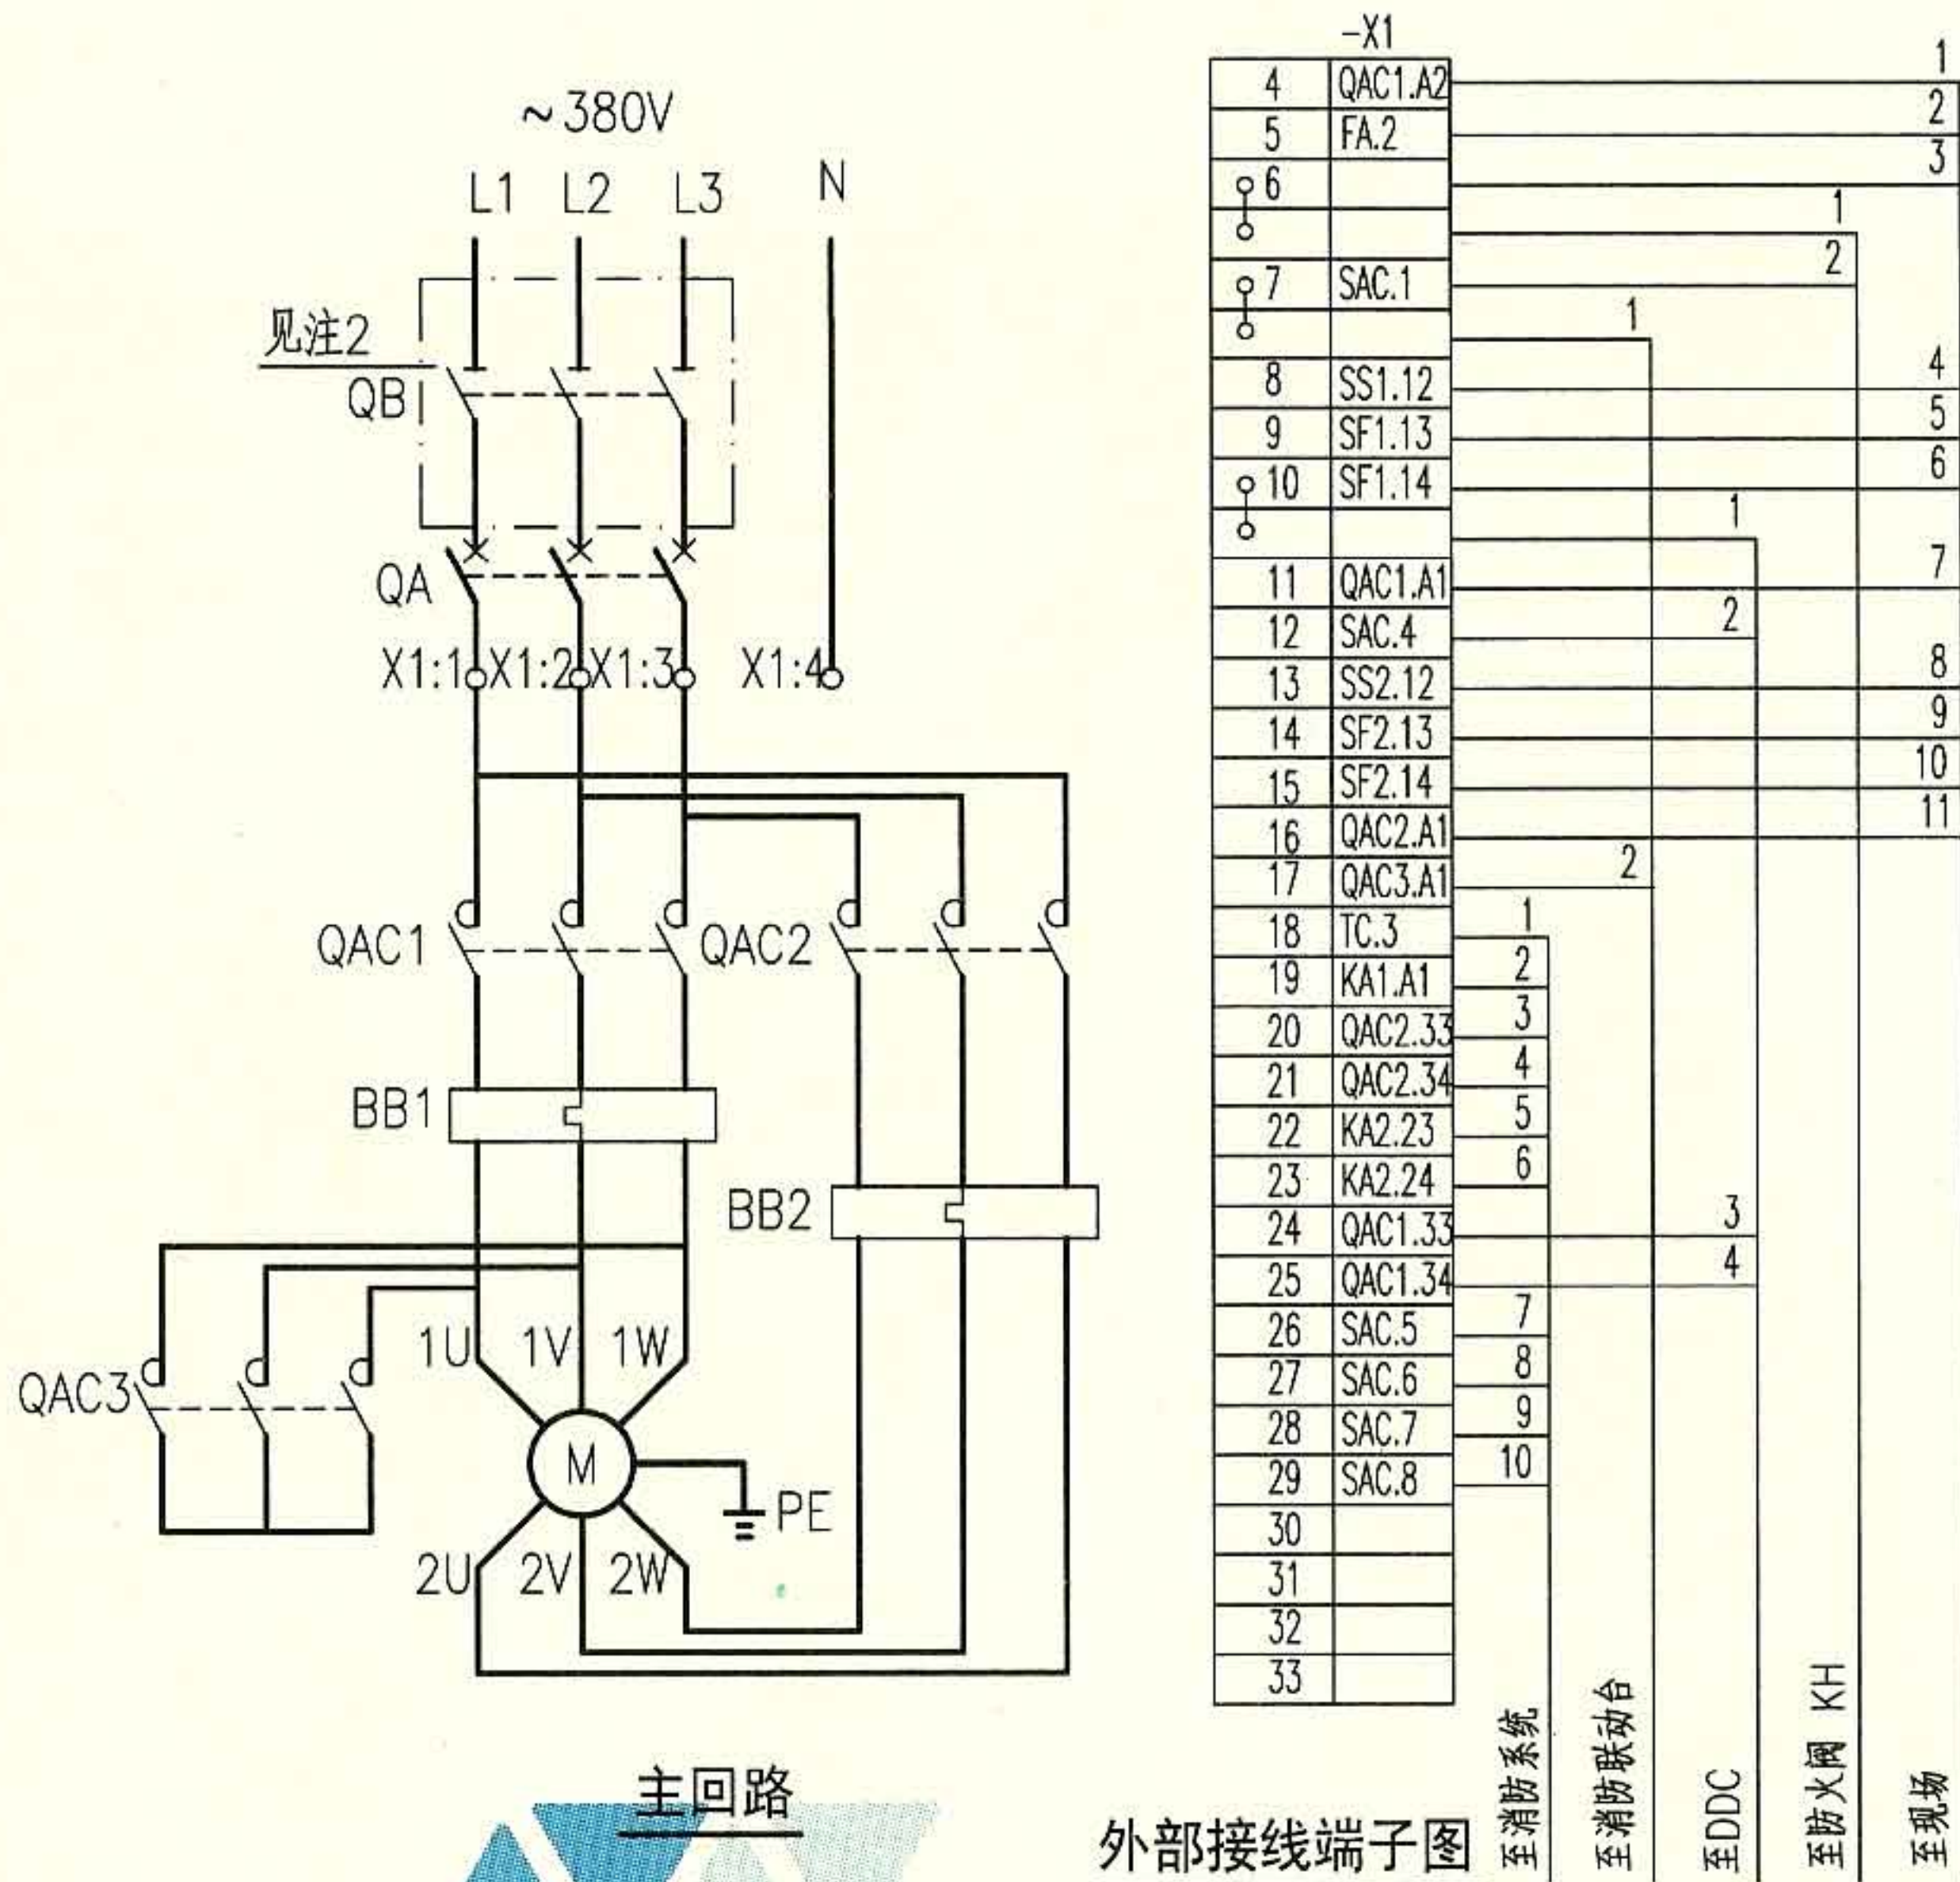 ~380V
L1 L2 L3 N
见注2
QB
QA
X1:1 X1:2 X1:3 X1:4
QAC1 QAC2
BB1
BB2
QAC3
1U 1V 1W
M
PE
2U 2V 2W
主回路
-X1
4 QAC1.A2 1
5 FA.2 2
6 3
1
7 SAC.1 2
1
8 SS1.12 4
9 SF1.13 5
10 SF1.14 6
1
11 QAC1.A1 7
12 SAC.4 2
13 SS2.12 8
14 SF2.13 9
15 SF2.14 10
16 QAC2.A1 11
17 QAC3.A1 2
18 TC.3 1
19 KA1.A1 2
20 QAC2.33 3
21 QAC2.34 4
22 KA2.23 5
23 KA2.24 6
24 QAC1.33 3
25 QAC1.34 4
26 SAC.5 7
27 SAC.6 8
28 SAC.7 9
29 SAC.8 10
30
31
32
33
外部接线端子图
至消防系统
至消防联动台
至DDC
至防火阀 KH
至现场